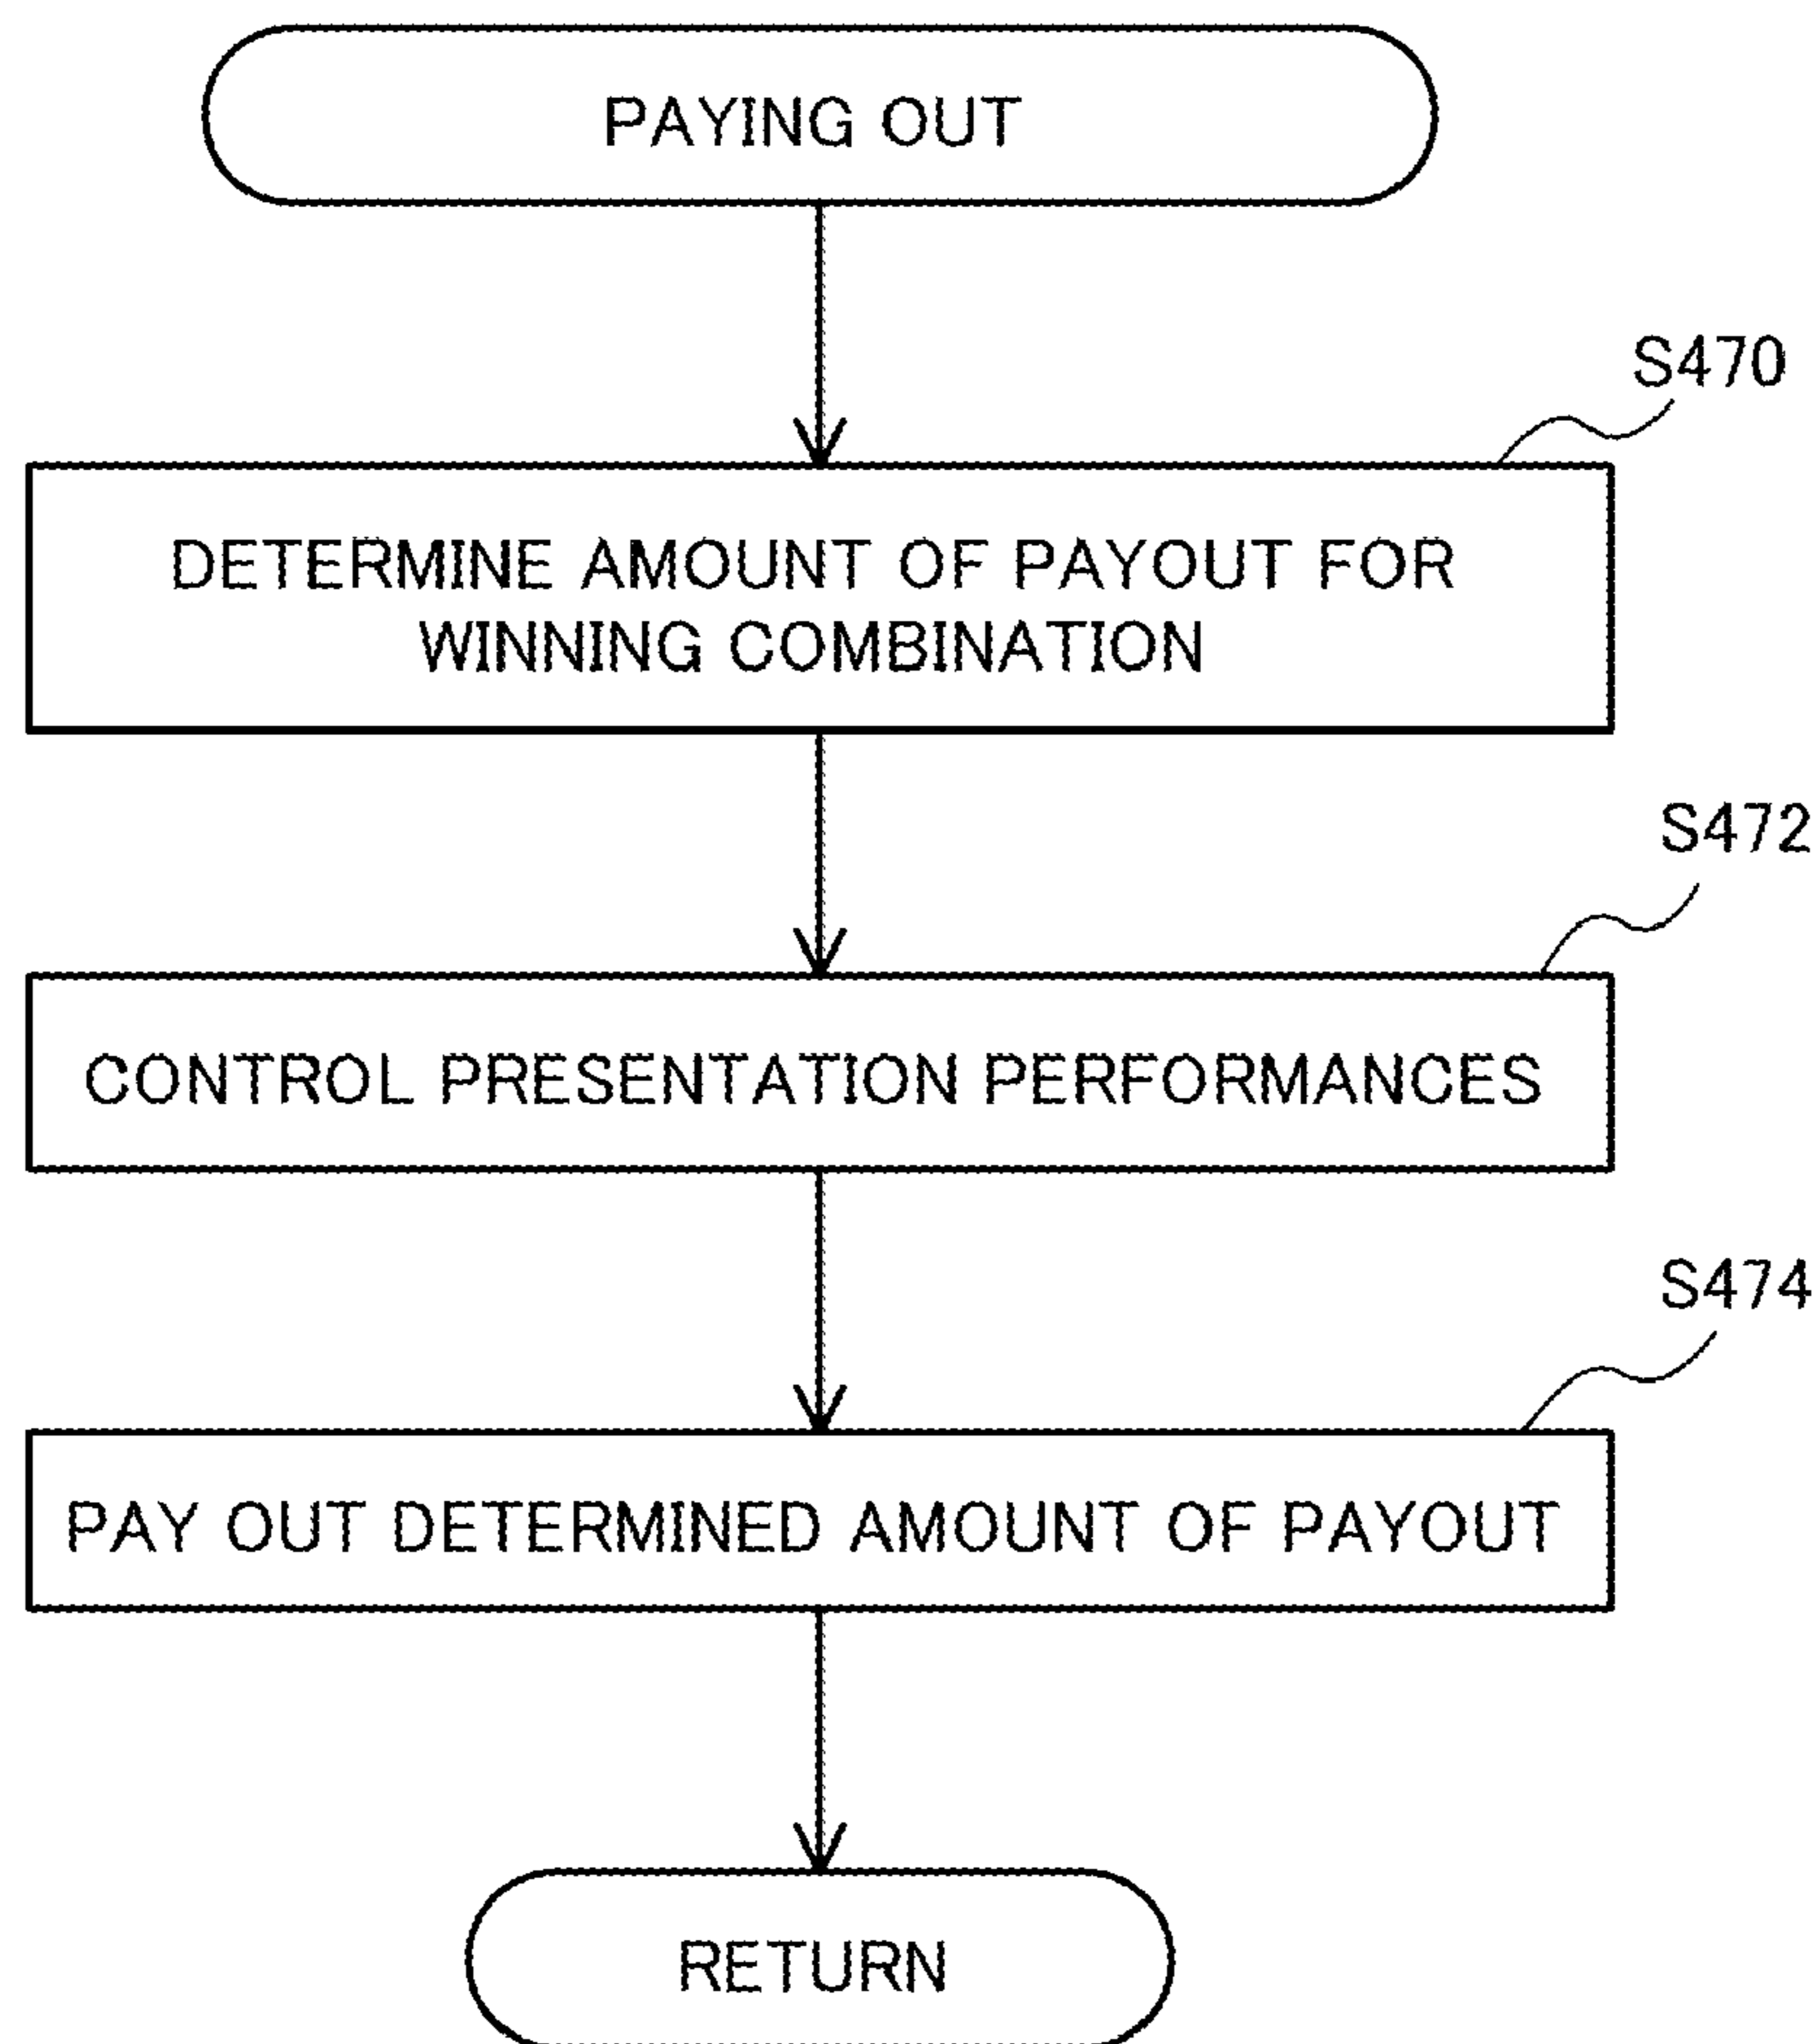 PAYING OUT
S470
DETERMINE AMOUNT OF PAYOUT FOR
WINNING COMBINATION
S472
CONTROL PRESENTATION PERFORMANCES
S474
PAY OUT DETERMINED AMOUNT OF PAYOUT
RETURN